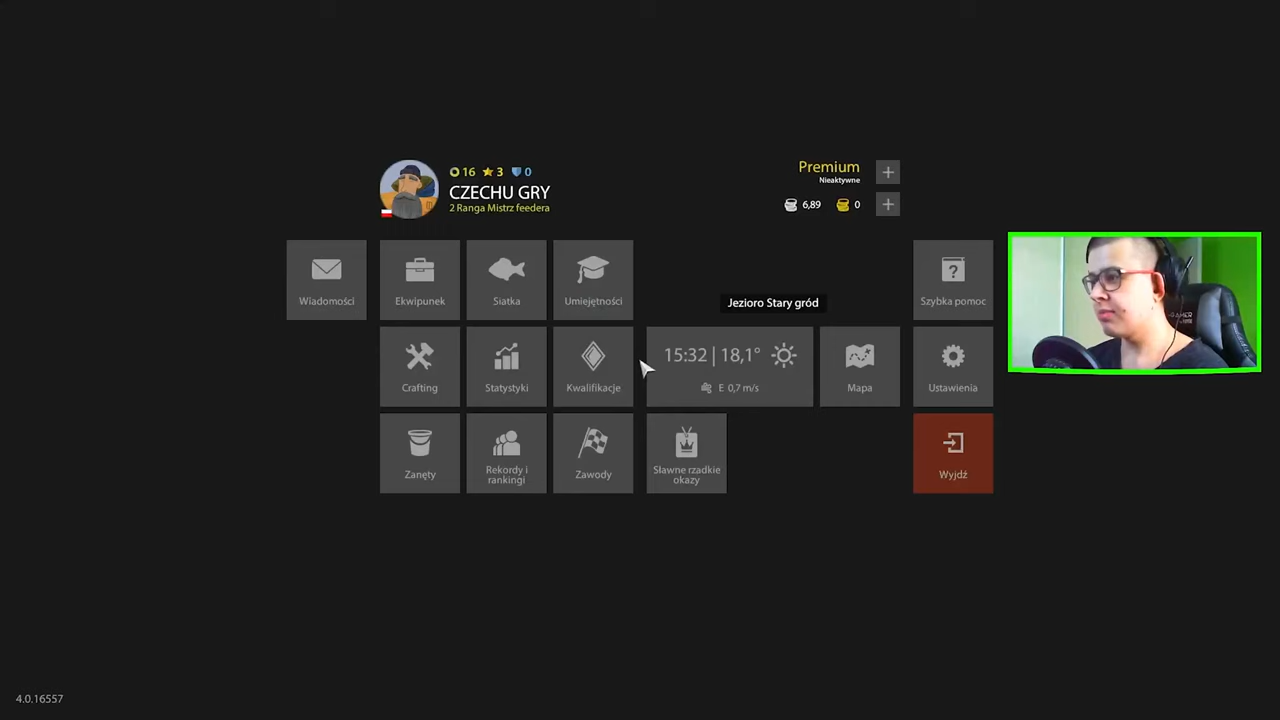 16 3 0
CZECHU GRY
2 Ranga Mistrz feedera
Premium
Nieaktywne
6,89 0
Wiadomości
Ekwipunek
Siatka
Umiejętności
Jezioro Stary gród
Szybka pomoc
Crafting
Statystyki
Kwalifikacje
15:32 | 18,1°
E 0,7 m/s
Mapa
Ustawienia
Zanęty
Rekordy i
rankingi
Zawody
Sławne rzadkie
okazy
Wyjdź
4.0.16557